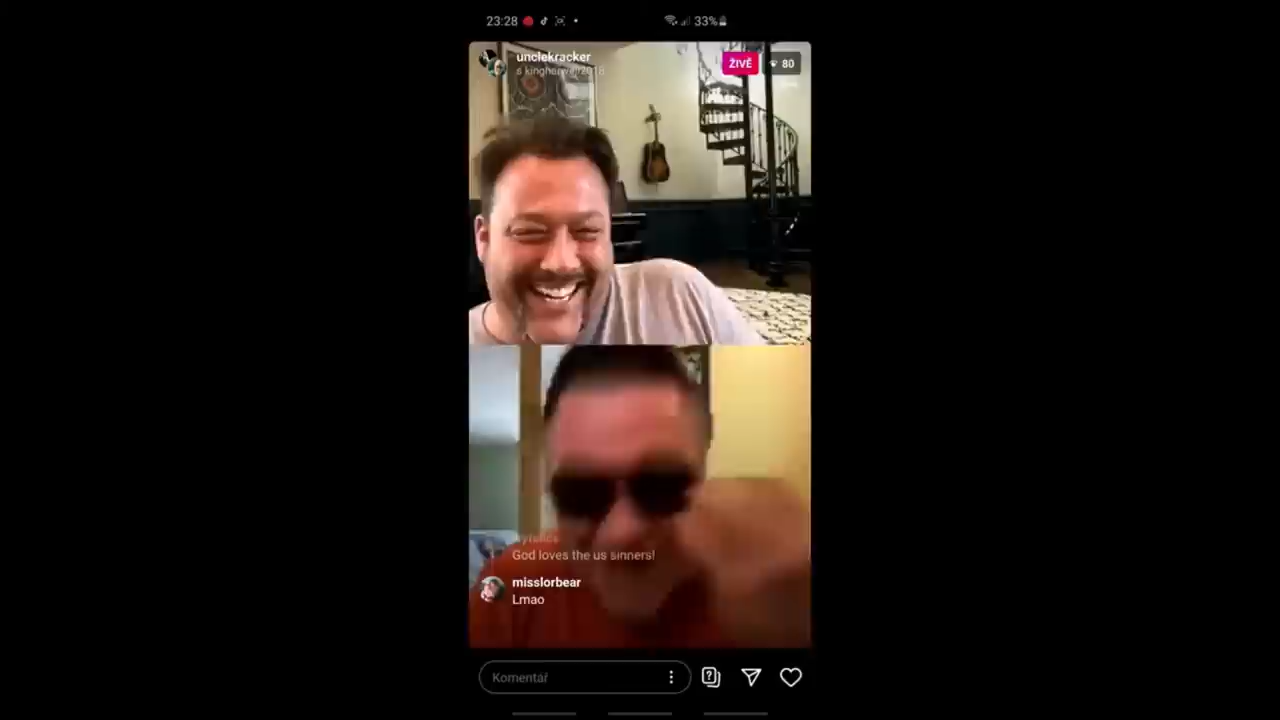 23:28 33%
unclekracker
ŽIVĚ
80
God loves the us sinners!
misslorbear
Lmao
Komentář